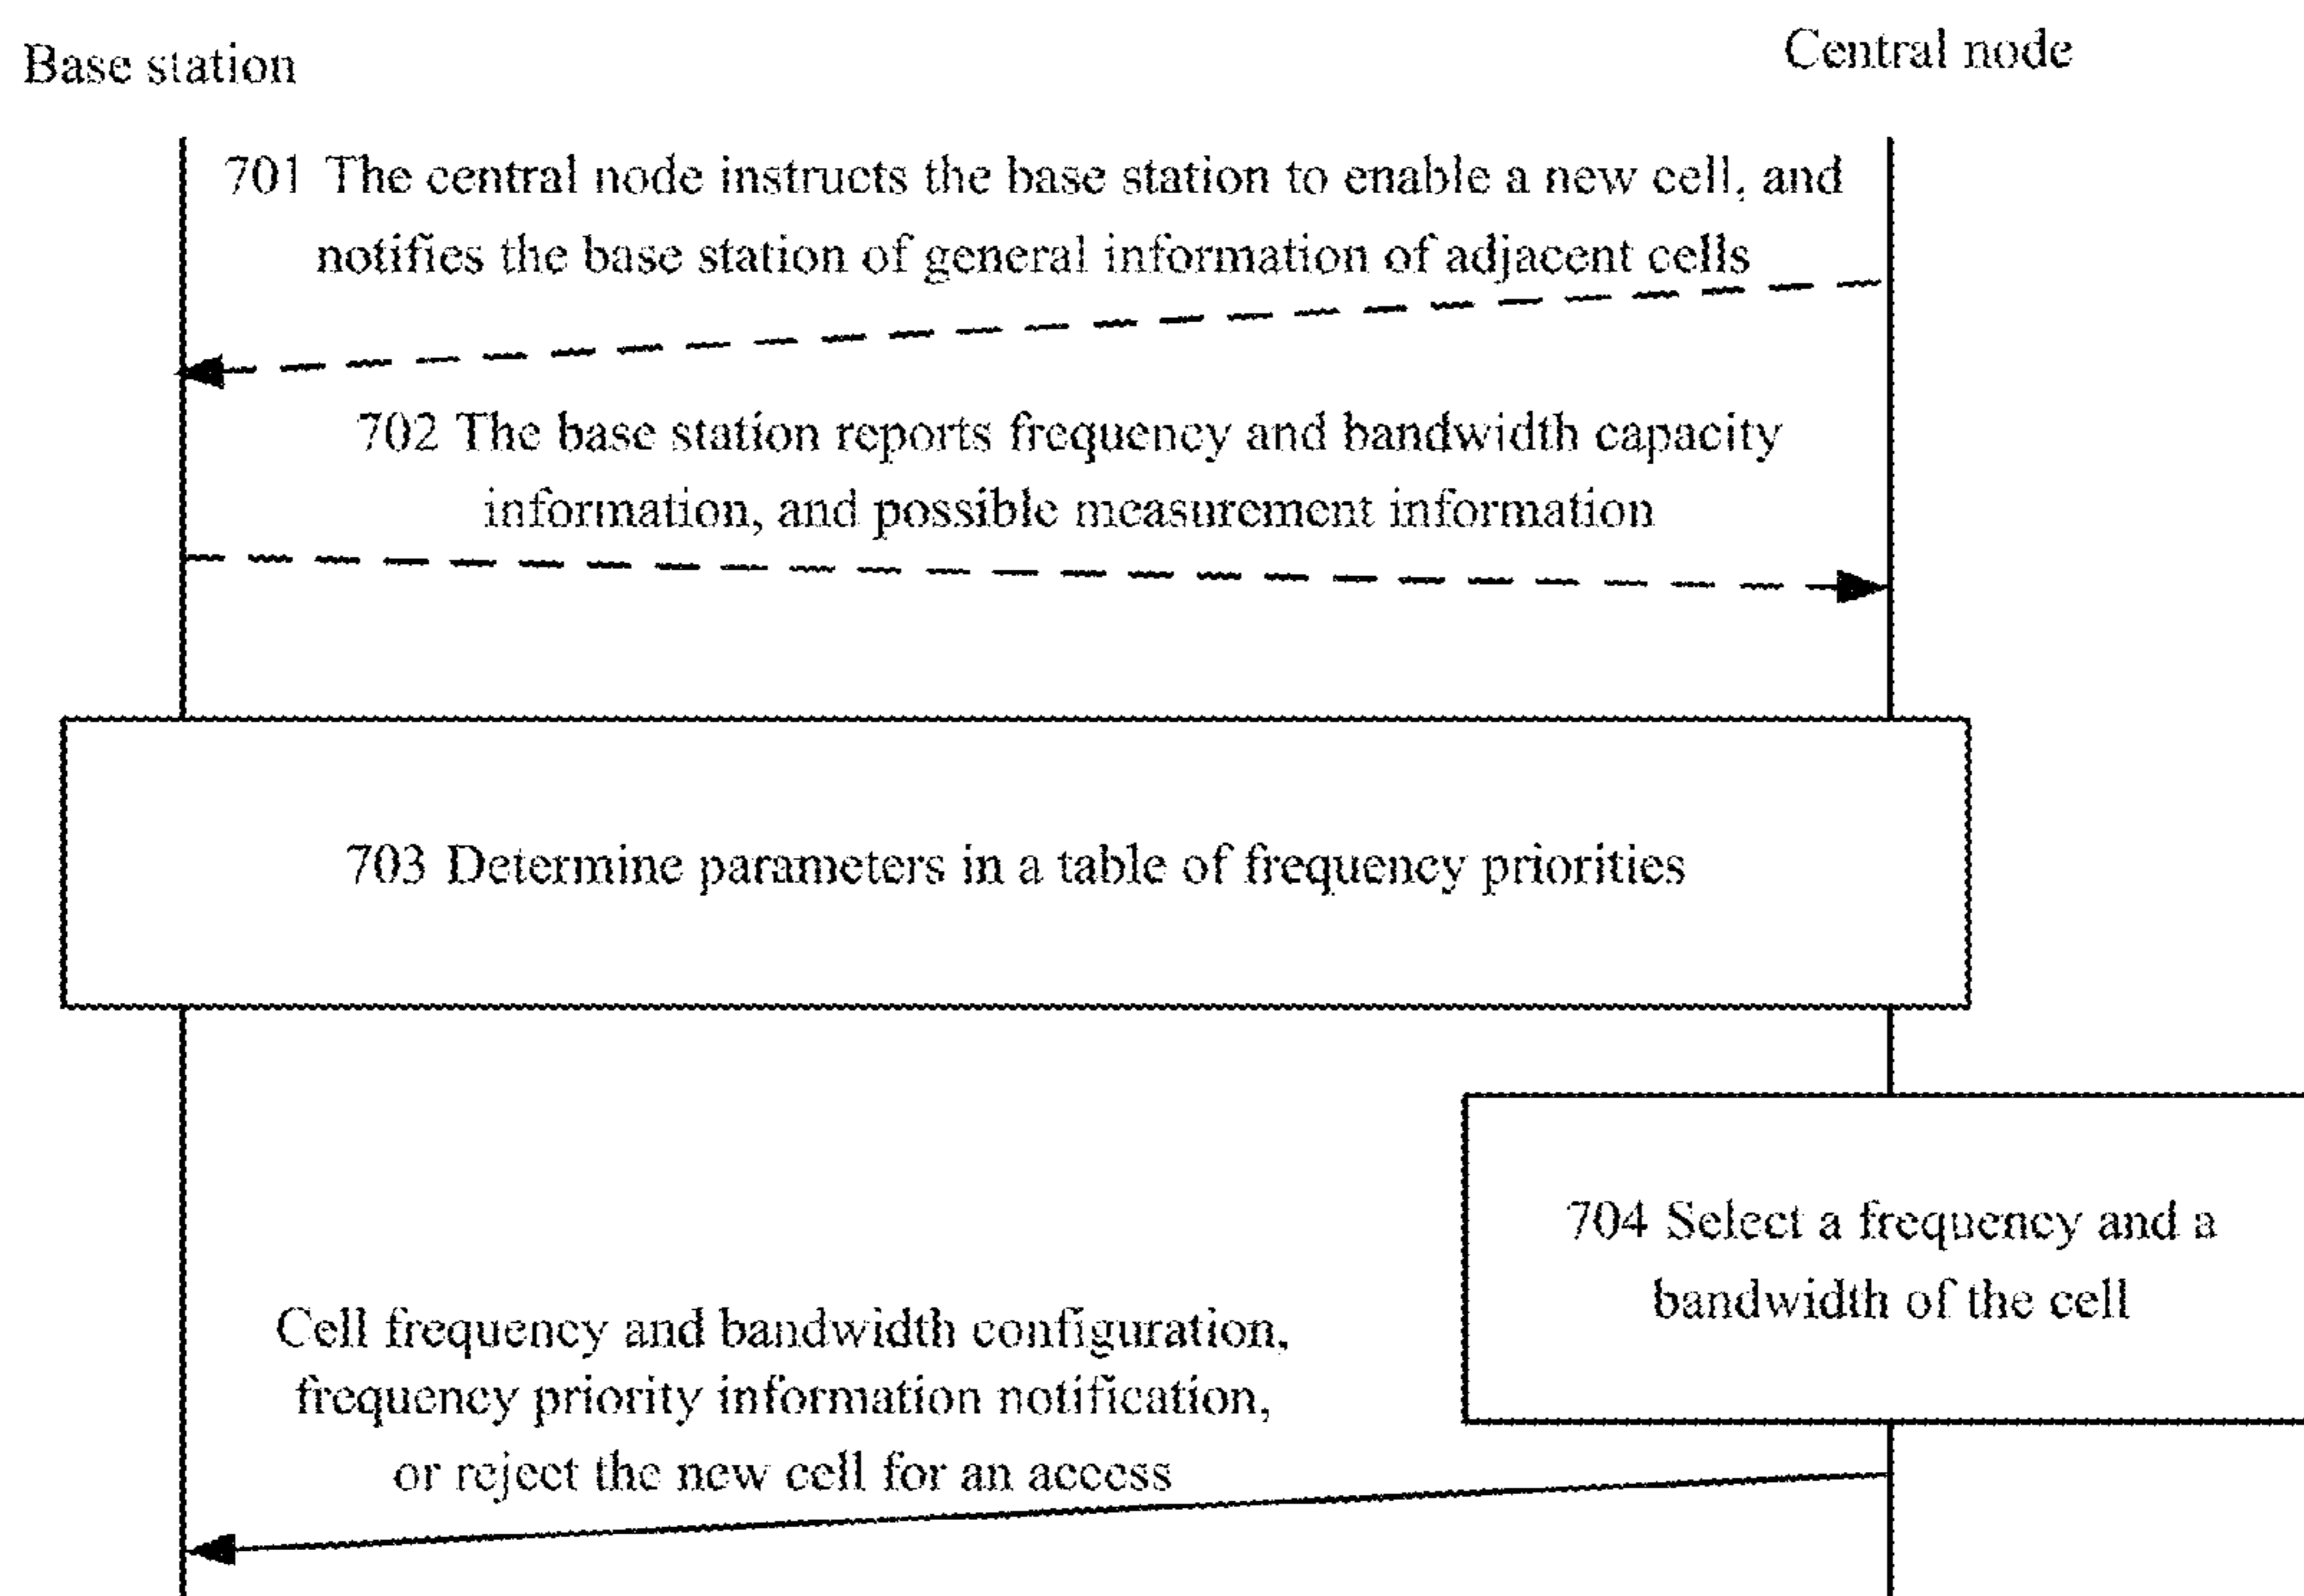 Base station
Central node
701 The central node instructs the base station to enable a new cell, and
notifies the base station of general information of adjacent cells
702 The base station reports frequency and bandwidth capacity
information, and possible measurement information
703 Determine parameters in a table of frequency priorities
704 Select a frequency and a
bandwidth of the cell
Cell frequency and bandwidth configuration,
frequency priority information notification,
or reject the new cell for an access